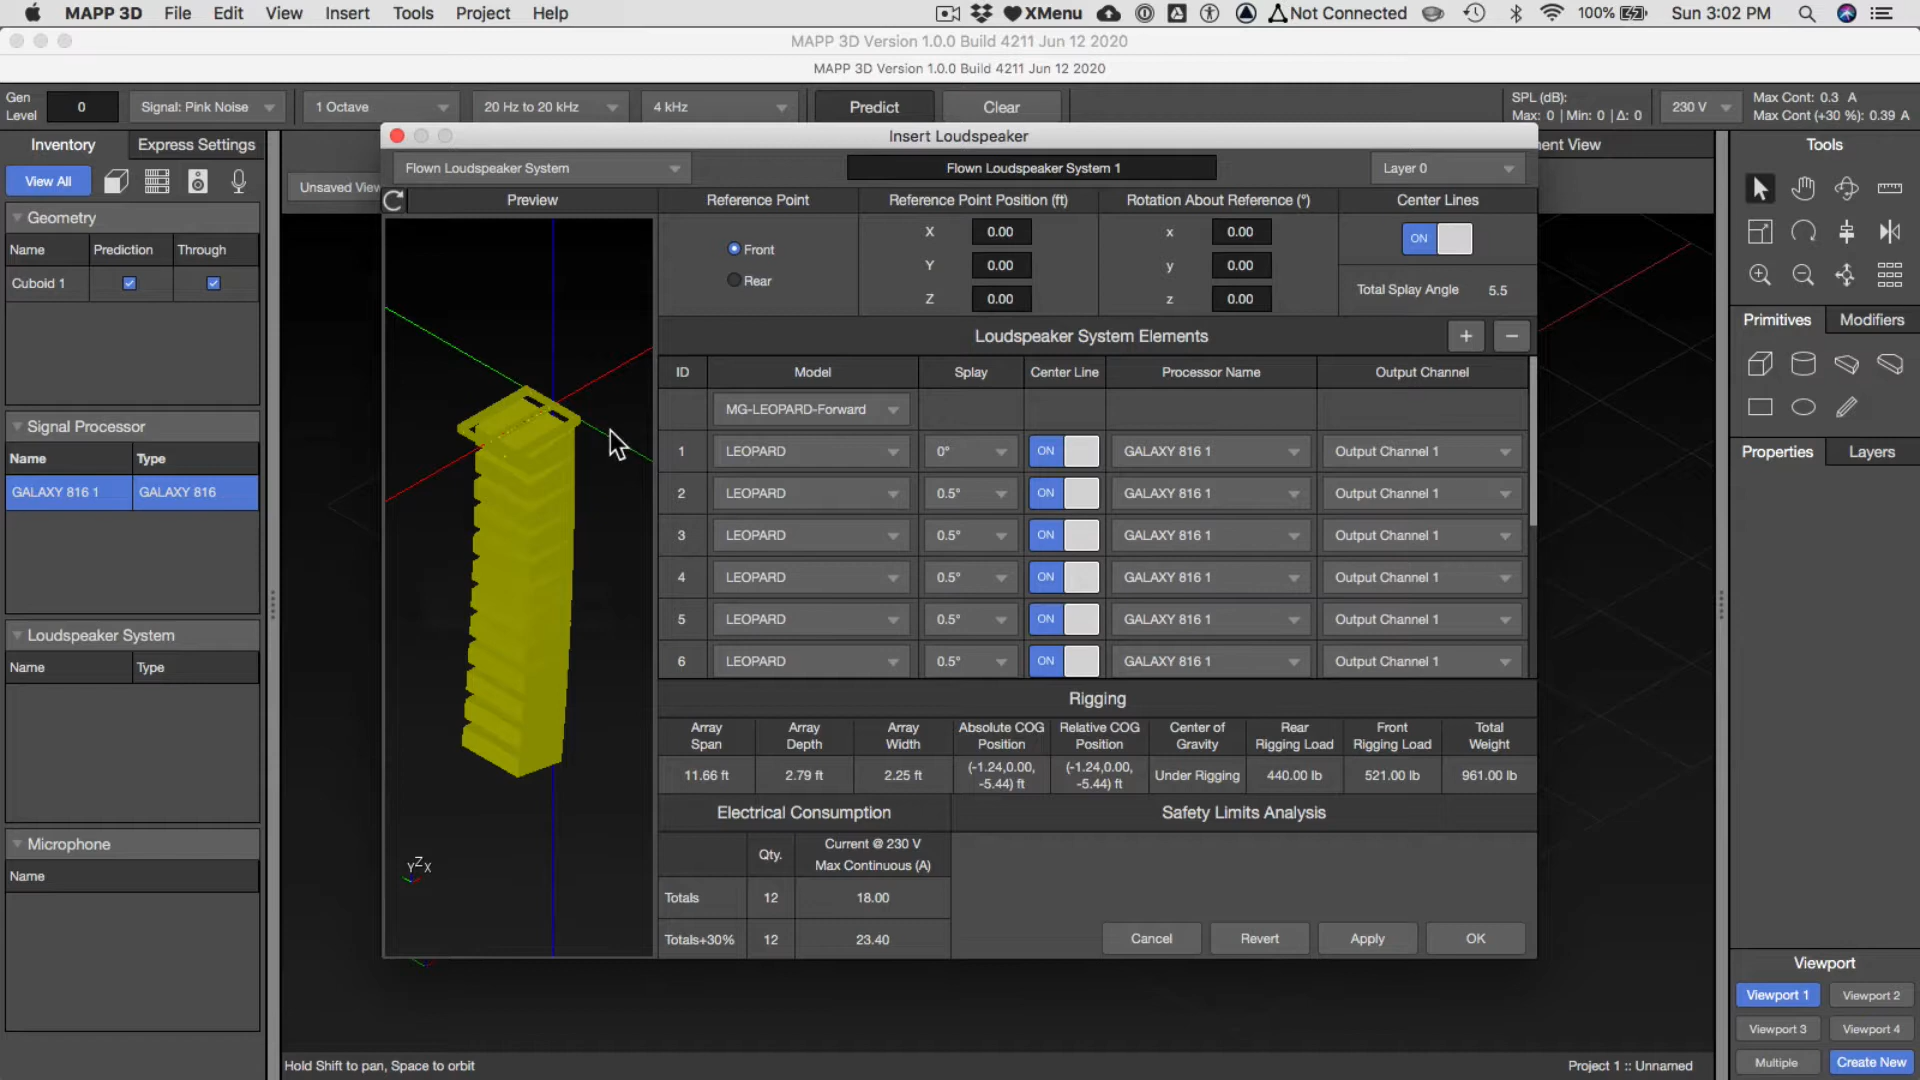 MAPP 3D File Edit View Insert Tools Project Help XMenu Not Connected 100% Sun 3:02 PM
MAPP 3D Version 1.0.0 Build 4211 Jun 12 2020
MAPP 3D Version 1.0.0 Build 4211 Jun 12 2020
Gen Level 0 Signal: Pink Noise 1 Octave 20 Hz to 20 kHz 4 kHz Predict Clear
SPL (dB):
Max: 0 | Min: 0 | Δ: 0
230 V
Max Cont: 0.3 A
Max Cont (+30 %): 0.39 A
Inventory Express Settings
View All
Geometry
Name Prediction Through
Cuboid 1
Signal Processor
Name Type
GALAXY 816 1 GALAXY 816
Loudspeaker System
Name Type
Microphone
Name
Unsaved View
Insert Loudspeaker
Flown Loudspeaker System Flown Loudspeaker System 1 Layer 0
Preview Reference Point Reference Point Position (ft) Rotation About Reference (°) Center Lines
Front X 0.00 x 0.00 ON
Y 0.00 y 0.00
Rear
Z 0.00 z 0.00 Total Splay Angle 5.5
Loudspeaker System Elements + −
ID Model Splay Center Line Processor Name Output Channel
MG-LEOPARD-Forward
1 LEOPARD 0° ON GALAXY 816 1 Output Channel 1
2 LEOPARD 0.5° ON GALAXY 816 1 Output Channel 1
3 LEOPARD 0.5° ON GALAXY 816 1 Output Channel 1
4 LEOPARD 0.5° ON GALAXY 816 1 Output Channel 1
5 LEOPARD 0.5° ON GALAXY 816 1 Output Channel 1
6 LEOPARD 0.5° ON GALAXY 816 1 Output Channel 1
Rigging
Array Span Array Depth Array Width Absolute COG Position Relative COG Position Center of Gravity Rear Rigging Load Front Rigging Load Total Weight
11.66 ft 2.79 ft 2.25 ft (-1.24,0.00, -5.44) ft (-1.24,0.00, -5.44) ft Under Rigging 440.00 lb 521.00 lb 961.00 lb
Electrical Consumption Safety Limits Analysis
Qty. Current @ 230 V Max Continuous (A)
Totals 12 18.00
Totals+30% 12 23.40
Cancel Revert Apply OK
Y Z X
ment View
Tools
Primitives Modifiers
Properties Layers
Viewport
Viewport 1 Viewport 2
Viewport 3 Viewport 4
Multiple Create New
Hold Shift to pan, Space to orbit
Project 1 :: Unnamed